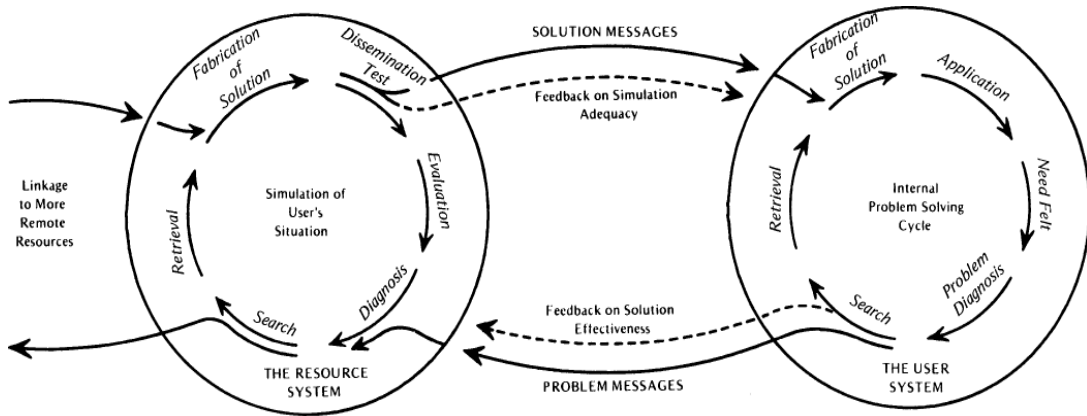 SOLUTION MESSAGES
Feedback on Simulation
Adequacy
Linkage
to More
Remote
Resources
Fabrication
of
Solution
Dissemination
Test
Evaluation
Diagnosis
Search
Retrieval
Simulation of
User's
Situation
THE RESOURCE
SYSTEM
Feedback on Solution
Effectiveness
PROBLEM MESSAGES
Fabrication
of
Solution
Application
Need Felt
Problem
Diagnosis
Search
Retrieval
Internal
Problem Solving
Cycle
THE USER
SYSTEM